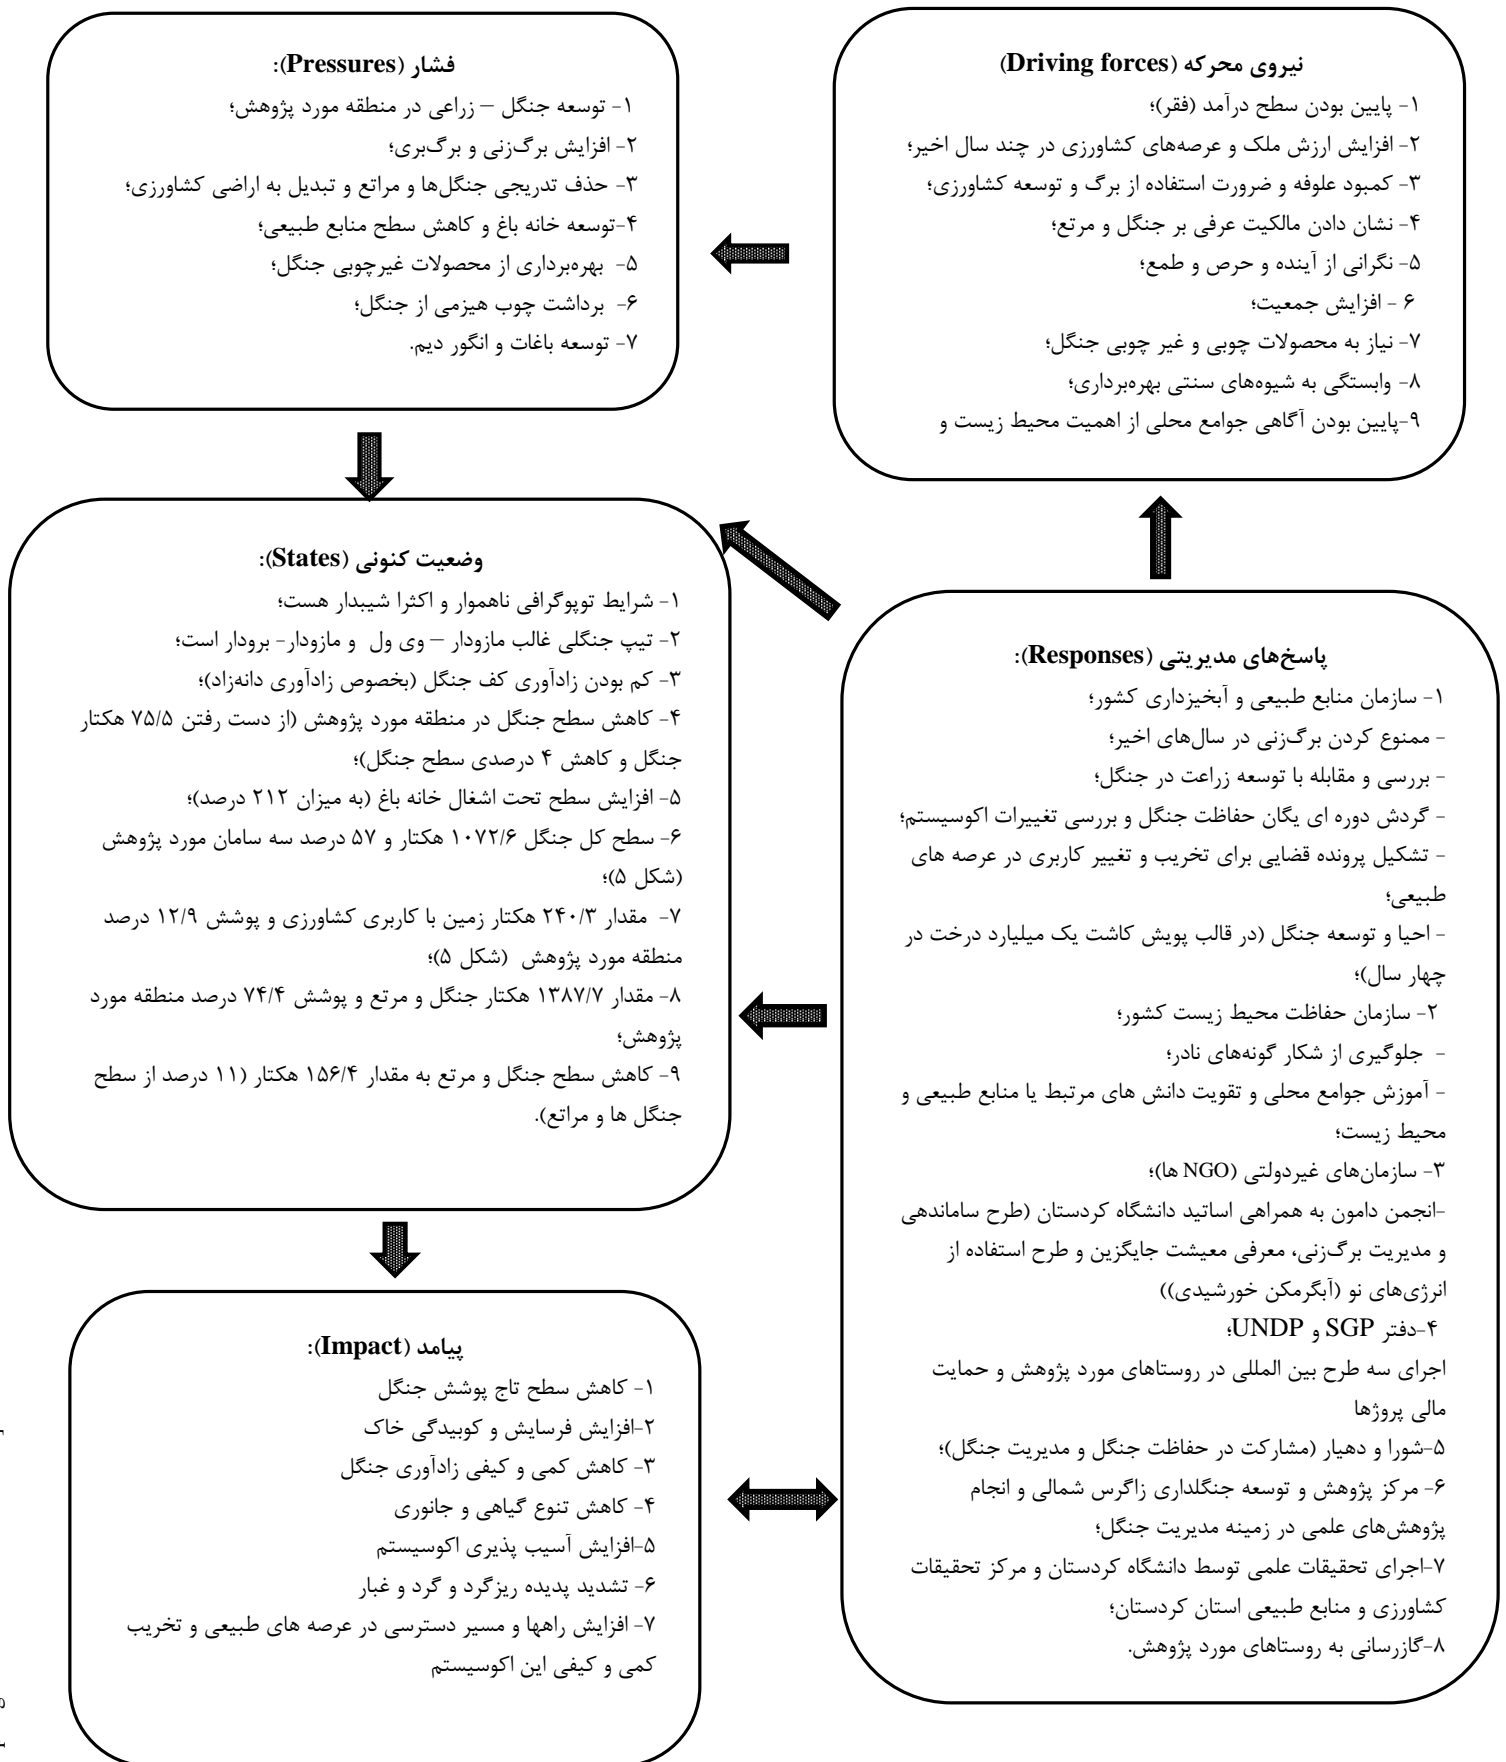 نیروی محرکه (Driving forces)
۱- پایین بودن سطح درآمد (فقر)؛
۲- افزایش ارزش ملک و عرصه‌های کشاورزی در چند سال اخیر؛
۳- کمبود علوفه و ضرورت استفاده از برگ و توسعه کشاورزی؛
۴- نشان دادن مالکیت عرفی بر جنگل و مرتع؛
۵- نگرانی از آینده و حرص و طمع؛
۶ - افزایش جمعیت؛
۷- نیاز به محصولات چوبی و غیر چوبی جنگل؛
۸- وابستگی به شیوه‌های سنتی بهره‌برداری؛
۹-پایین بودن آگاهی جوامع محلی از اهمیت محیط زیست و
فشار (Pressures):
۱- توسعه جنگل – زراعی در منطقه مورد پژوهش؛
۲- افزایش برگ‌زنی و برگ‌بری؛
۳- حذف تدریجی جنگل‌ها و مراتع و تبدیل به اراضی کشاورزی؛
۴-توسعه خانه باغ و کاهش سطح منابع طبیعی؛
۵- بهره‌برداری از محصولات غیرچوبی جنگل؛
۶- برداشت چوب هیزمی از جنگل؛
۷- توسعه باغات و انگور دیم.
وضعیت کنونی (States):
۱- شرایط توپوگرافی ناهموار و اکثرا شیبدار هست؛
۲- تیپ جنگلی غالب مازودار – وی ول و مازودار- برودار است؛
۳- کم بودن زادآوری کف جنگل (بخصوص زادآوری دانه‌زاد)؛
۴- کاهش سطح جنگل در منطقه مورد پژوهش (از دست رفتن ۷۵/۵ هکتار
جنگل و کاهش ۴ درصدی سطح جنگل)؛
۵- افزایش سطح تحت اشغال خانه باغ (به میزان ۲۱۲ درصد)؛
۶- سطح کل جنگل ۱۰۷۲/۶ هکتار و ۵۷ درصد سه سامان مورد پژوهش
(شکل ۵)؛
۷- مقدار ۲۴۰/۳ هکتار زمین با کاربری کشاورزی و پوشش ۱۲/۹ درصد
منطقه مورد پژوهش (شکل ۵)؛
۸- مقدار ۱۳۸۷/۷ هکتار جنگل و مرتع و پوشش ۷۴/۴ درصد منطقه مورد
پژوهش؛
۹- کاهش سطح جنگل و مرتع به مقدار ۱۵۶/۴ هکتار (۱۱ درصد از سطح
جنگل ها و مراتع).
پاسخ‌های مدیریتی (Responses):
۱- سازمان منابع طبیعی و آبخیزداری کشور؛
- ممنوع کردن برگ‌زنی در سال‌های اخیر؛
- بررسی و مقابله با توسعه زراعت در جنگل؛
- گردش دوره ای یگان حفاظت جنگل و بررسی تغییرات اکوسیستم؛
- تشکیل پرونده قضایی برای تخریب و تغییر کاربری در عرصه های
طبیعی؛
- احیا و توسعه جنگل (در قالب پویش کاشت یک میلیارد درخت در
چهار سال)؛
۲- سازمان حفاظت محیط زیست کشور؛
- جلوگیری از شکار گونه‌های نادر؛
- آموزش جوامع محلی و تقویت دانش های مرتبط یا منابع طبیعی و
محیط زیست؛
۳- سازمان‌های غیردولتی (NGO ها)؛
-انجمن دامون به همراهی اساتید دانشگاه کردستان (طرح ساماندهی
و مدیریت برگ‌زنی، معرفی معیشت جایگزین و طرح استفاده از
انرژی‌های نو (آبگرمکن خورشیدی))
۴-دفتر SGP و UNDP؛
اجرای سه طرح بین المللی در روستاهای مورد پژوهش و حمایت
مالی پروژها
۵-شورا و دهیار (مشارکت در حفاظت جنگل و مدیریت جنگل)؛
۶- مرکز پژوهش و توسعه جنگلداری زاگرس شمالی و انجام
پژوهش‌های علمی در زمینه مدیریت جنگل؛
۷-اجرای تحقیقات علمی توسط دانشگاه کردستان و مرکز تحقیقات
کشاورزی و منابع طبیعی استان کردستان؛
۸-گازرسانی به روستاهای مورد پژوهش.
پیامد (Impact):
۱- کاهش سطح تاج پوشش جنگل
۲-افزایش فرسایش و کوبیدگی خاک
۳- کاهش کمی و کیفی زادآوری جنگل
۴- کاهش تنوع گیاهی و جانوری
۵-افزایش آسیب پذیری اکوسیستم
۶- تشدید پدیده ریزگرد و گرد و غبار
۷- افزایش راهها و مسیر دسترسی در عرصه های طبیعی و تخریب
کمی و کیفی این اکوسیستم